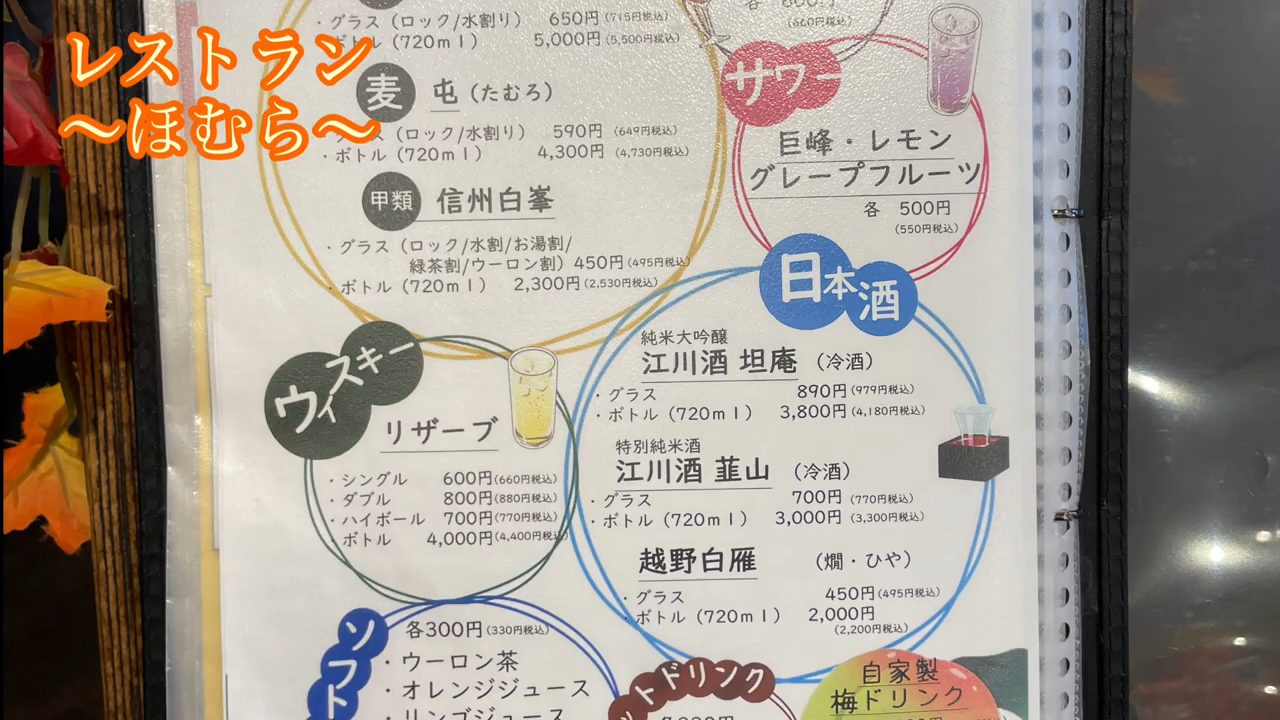 レストラン
～ほむら～
・グラス（ロック/水割り） 650円（715円税込）
ボトル（720ml） 5,000円（5,500円税込）
麦 屯（たむろ）
ス（ロック/水割り） 590円（649円税込）
・ボトル（720ml） 4,300円（4,730円税込）
甲類 信州白峯
・グラス（ロック/水割/お湯割/
緑茶割/ウーロン割）450円（495円税込）
・ボトル（720ml） 2,300円（2,530円税込）
ウィスキー
リザーブ
・シングル 600円（660円税込）
・ダブル 800円（880円税込）
・ハイボール 700円（770円税込）
ボトル 4,000円（4,400円税込）
ソフト
各300円（330円税込）
・ウーロン茶
・オレンジジュース
・リンゴジュース
各 600円
（660円税込）
サワー
巨峰・レモン
グレープフルーツ
各 500円
（550円税込）
日本酒
純米大吟醸
江川酒 坦庵（冷酒）
・グラス 890円（979円税込）
・ボトル（720ml） 3,800円（4,180円税込）
特別純米酒
江川酒 韮山（冷酒）
・グラス 700円（770円税込）
・ボトル（720ml） 3,000円（3,300円税込）
越野白雁（燗・ひや）
・グラス 450円（495円税込）
・ボトル（720ml） 2,000円
（2,200円税込）
ットドリンク
自家製
梅ドリンク